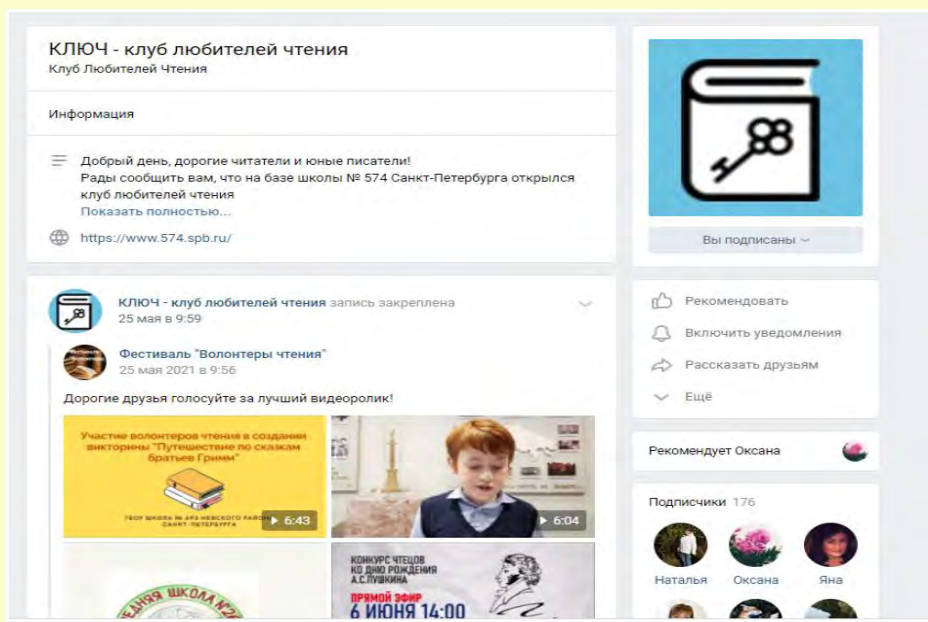 КЛЮЧ - клуб любителей чтения
Клуб Любителей Чтения
Информация
Добрый день, дорогие читатели и юные писатели!
Рады сообщить вам, что на базе школы № 574 Санкт-Петербурга открылся
клуб любителей чтения
Показать полностью...
https://www.574.spb.ru/
КЛЮЧ - клуб любителей чтения запись закреплена
25 мая в 9:59
Фестиваль "Волонтеры чтения"
25 мая 2021 в 9:56
Дорогие друзья голосуйте за лучший видеоролик!
Участие волонтеров чтения в создании
викторины "Путешествие по сказкам
братьев Гримм"
САНКТ-ПЕТЕРБУРГА
6:43
6:04
КОНКУРС ЧТЕЦОВ
КО ДНЮ РОЖДЕНИЯ
А.С.ПУШКИНА
ПРЯМОЙ ЭФИР
6 ИЮНЯ 14:00
Вы подписаны
Рекомендовать
Включить уведомления
Рассказать друзьям
Ещё
Рекомендует Оксана
Подписчики 176
Наталья
Оксана
Яна